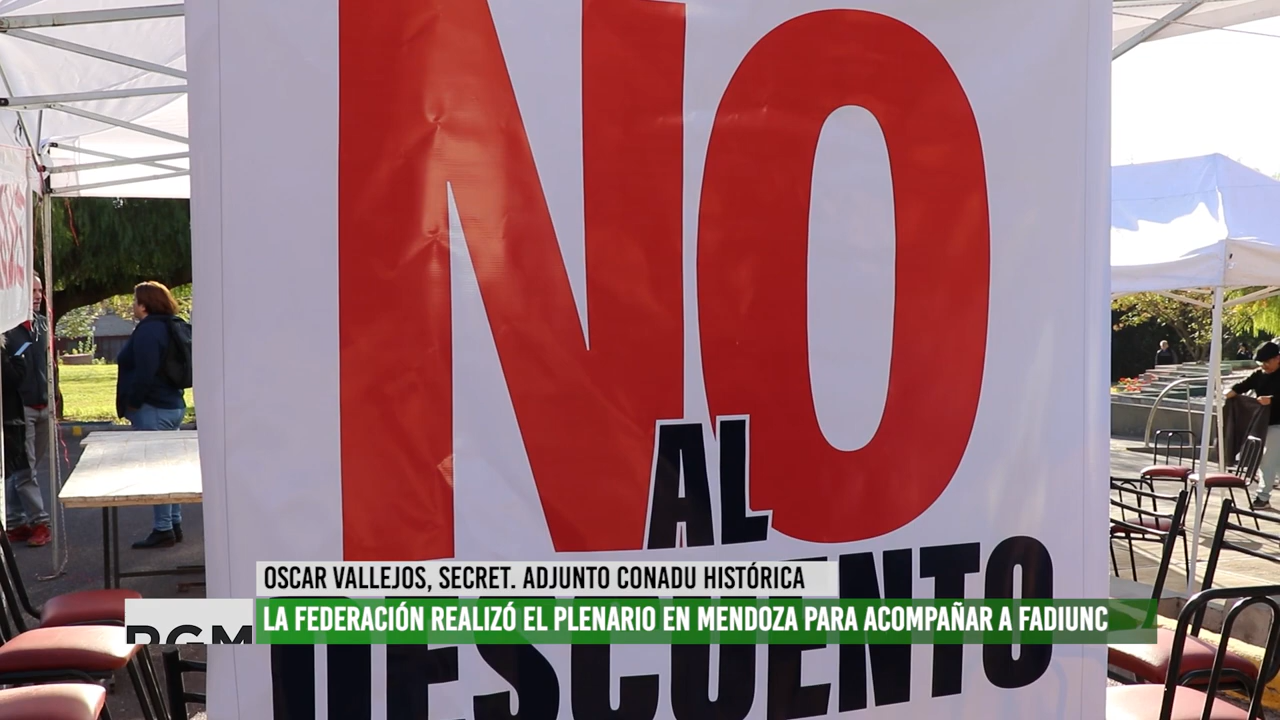 NO
AL
DESCUENTO
OSCAR VALLEJOS, SECRET. ADJUNTO CONADU HISTÓRICA
LA FEDERACIÓN REALIZÓ EL PLENARIO EN MENDOZA PARA ACOMPAÑAR A FADIUNC